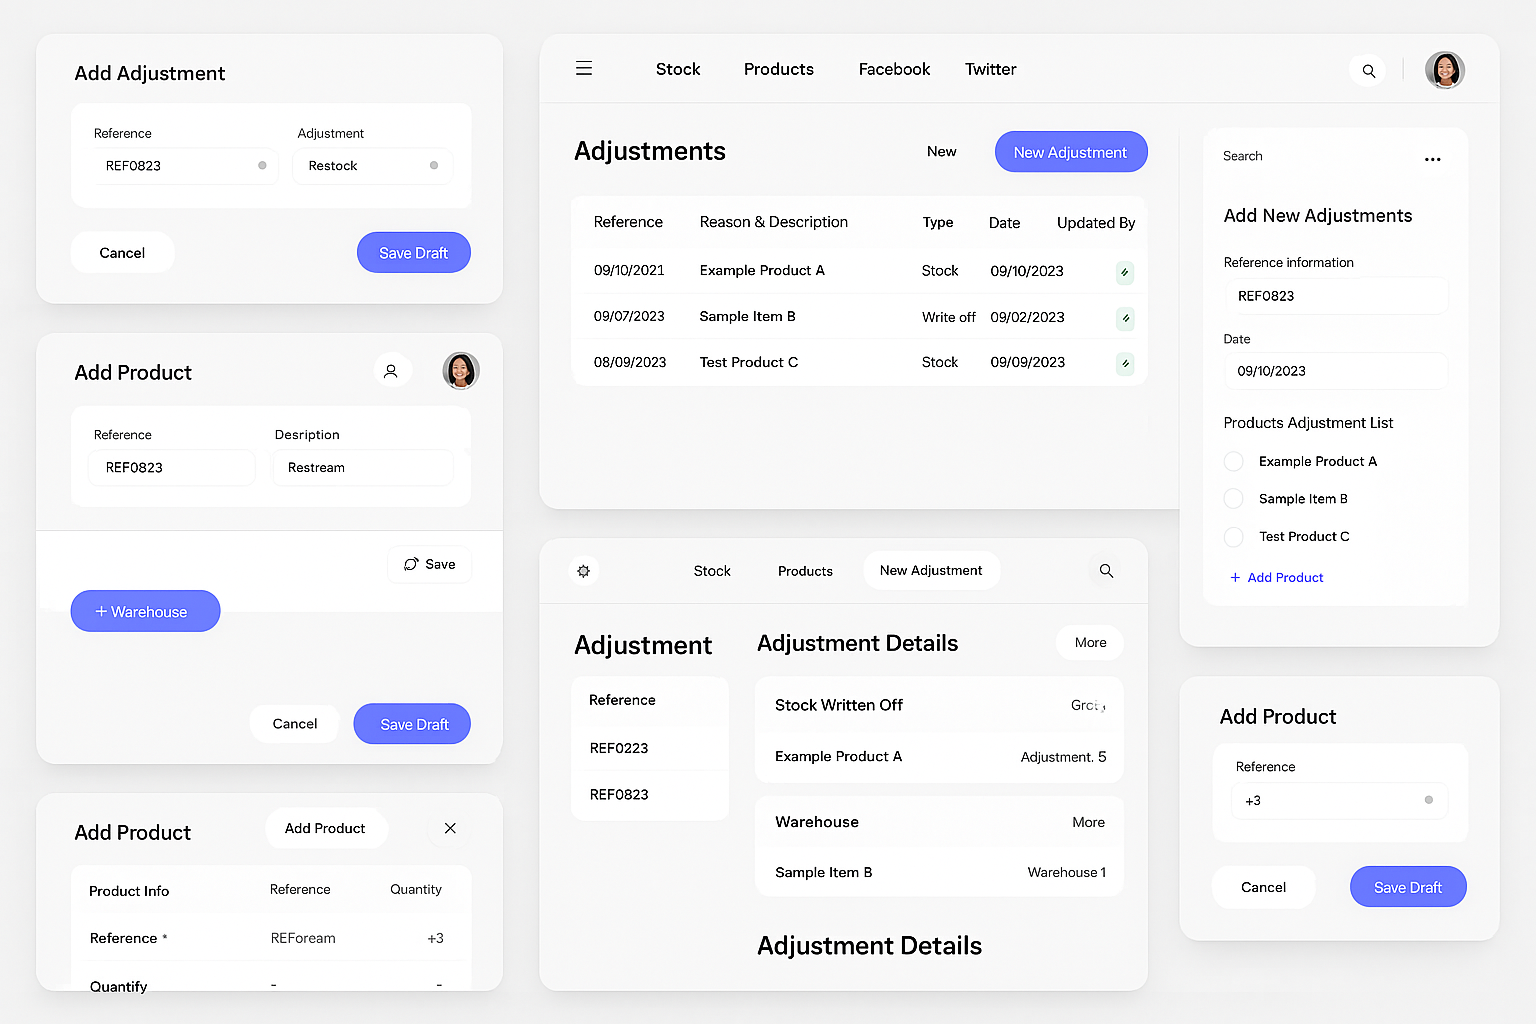 Add Adjustment
Reference Adjustment
REF0823 Restock
Cancel Save Draft
Add Product
Reference Desription
REF0823 Restream
Save
+ Warehouse
Cancel Save Draft
Add Product Add Product
Product Info Reference Quantity
Reference * REFoream +3
Quantify - -
Stock Products Facebook Twitter
Adjustments New New Adjustment
Reference Reason & Description Type Date Updated By
09/10/2021 Example Product A Stock 09/10/2023
09/07/2023 Sample Item B Write off 09/02/2023
08/09/2023 Test Product C Stock 09/09/2023
Search
Add New Adjustments
Reference information
REF0823
Date
09/10/2023
Products Adjustment List
Example Product A
Sample Item B
Test Product C
+ Add Product
Stock Products New Adjustment
Adjustment
Reference
REF0223
REF0823
Adjustment Details More
Stock Written Off
Example Product A Adjustment. 5
Warehouse More
Sample Item B Warehouse 1
Adjustment Details
Add Product
Reference
+3
Cancel Save Draft